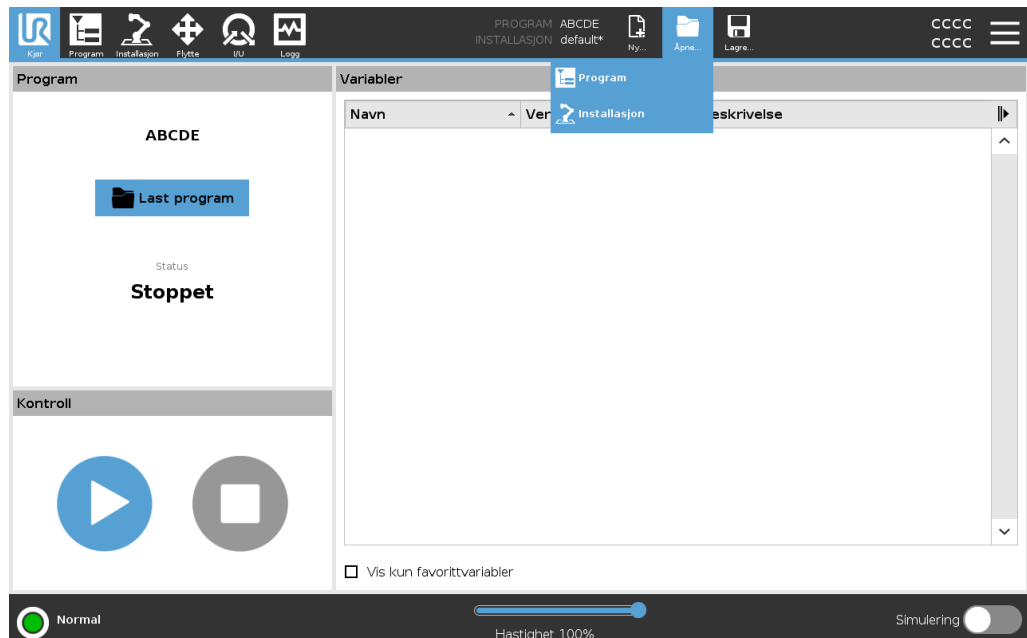 Kjør Program Installasjon Flytte I/U Logg
PROGRAM ABCDE
INSTALLASJON default*
Ny... Åpne... Lagre...
CCCC
CCCC
Program
Variabler
Program
Installasjon
Navn Ver eskrivelse
ABCDE
Last program
Status
Stoppet
Kontroll
Vis kun favorittvariabler
Normal
Hastighet 100%
Simulering